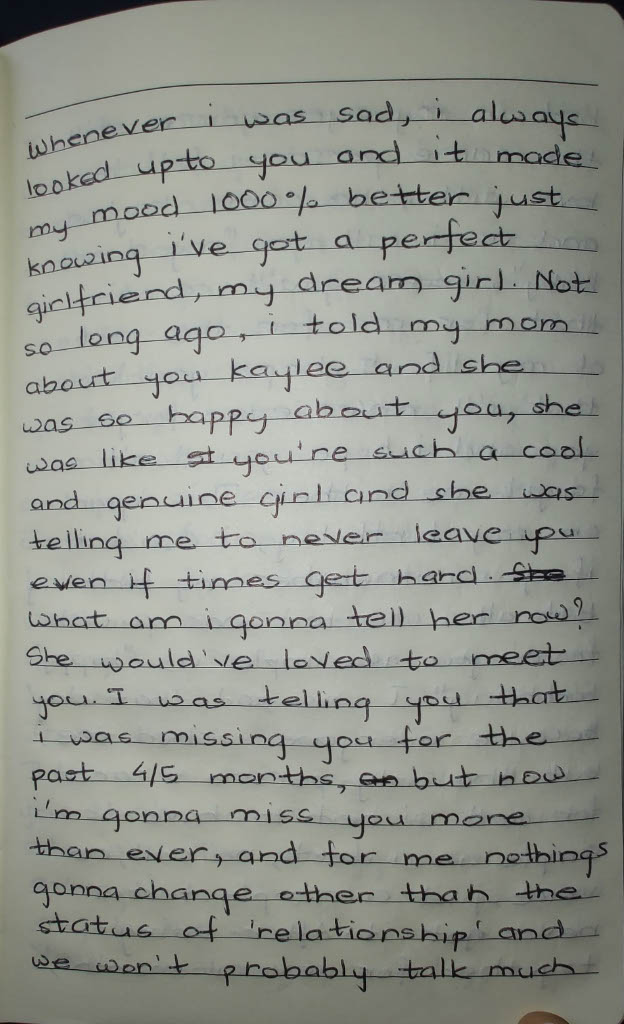 whenever i was sad, i always
looked upto you and it made
my mood 1000% better just
knowing i've got a perfect
girlfriend, my dream girl. Not
so long ago, i told my mom
about you kaylee and she
was so happy about you, she
was like st you're such a cool
and genuine girl and she was
telling me to never leave you
even if times get hard. She
what am i gonna tell her now?
She would've loved to meet
you. I was telling you that
i was missing you for the
past 4/5 months, an but now
i'm gonna miss you more
than ever, and for me nothings
gonna change other than the
status of 'relationship' and
we won't probably talk much